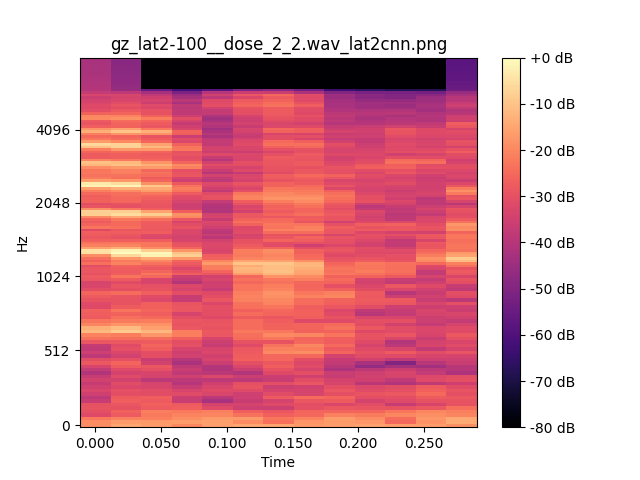 gz_lat2-100__dose_2_2.wav_lat2cnn.png
4096
2048
1024
512
0
Hz
0.000 0.050 0.100 0.150 0.200 0.250
Time
+0 dB
-10 dB
-20 dB
-30 dB
-40 dB
-50 dB
-60 dB
-70 dB
-80 dB